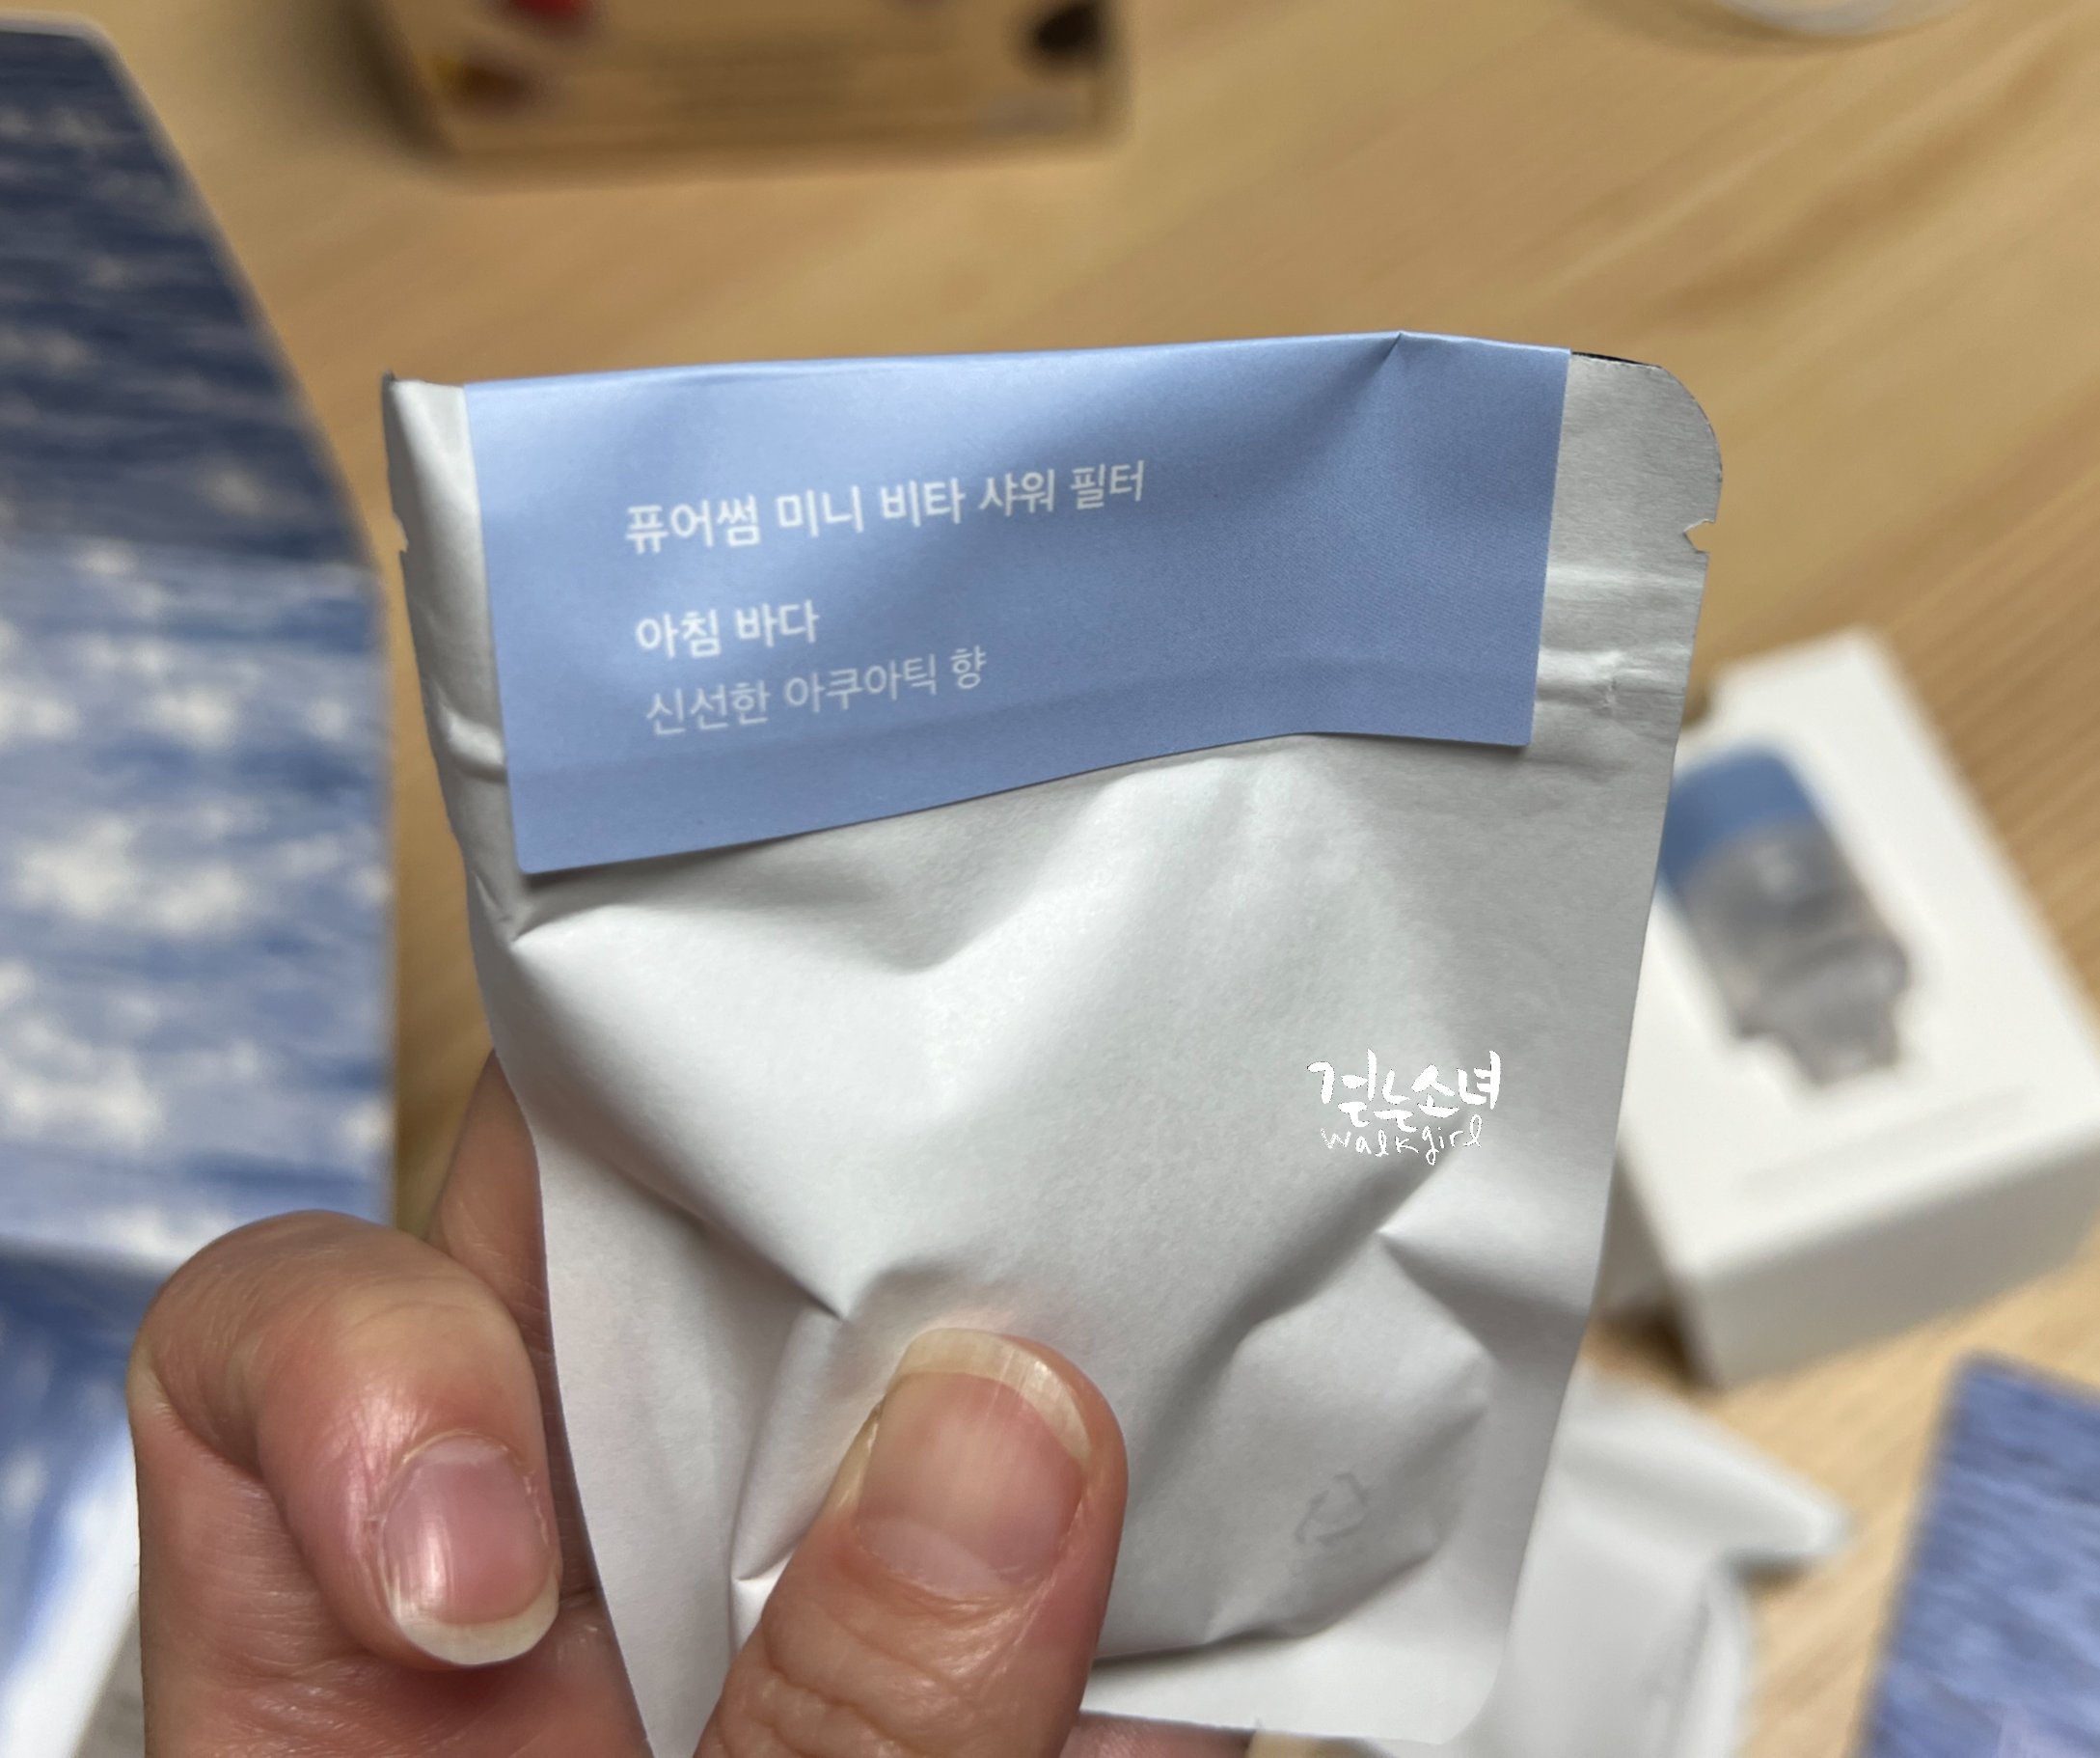 퓨어썸 미니 비타 샤워 필터
아침 바다
신선한 아쿠아틱 향
걷는소녀
walkgirl